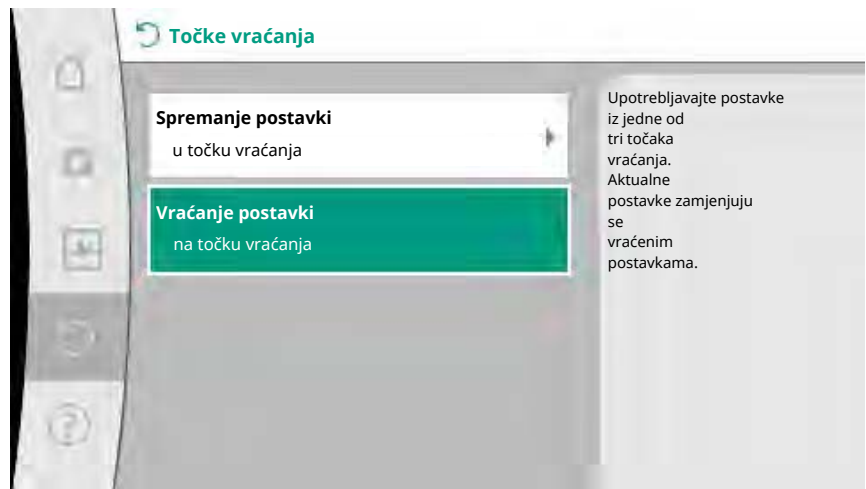 Točke vraćanja
Spremanje postavki
u točku vraćanja
Vraćanje postavki
na točku vraćanja
Upotrebljavajte postavke
iz jedne od
tri točaka
vraćanja.
Aktualne
postavke zamjenjuju
se
vraćenim
postavkama.